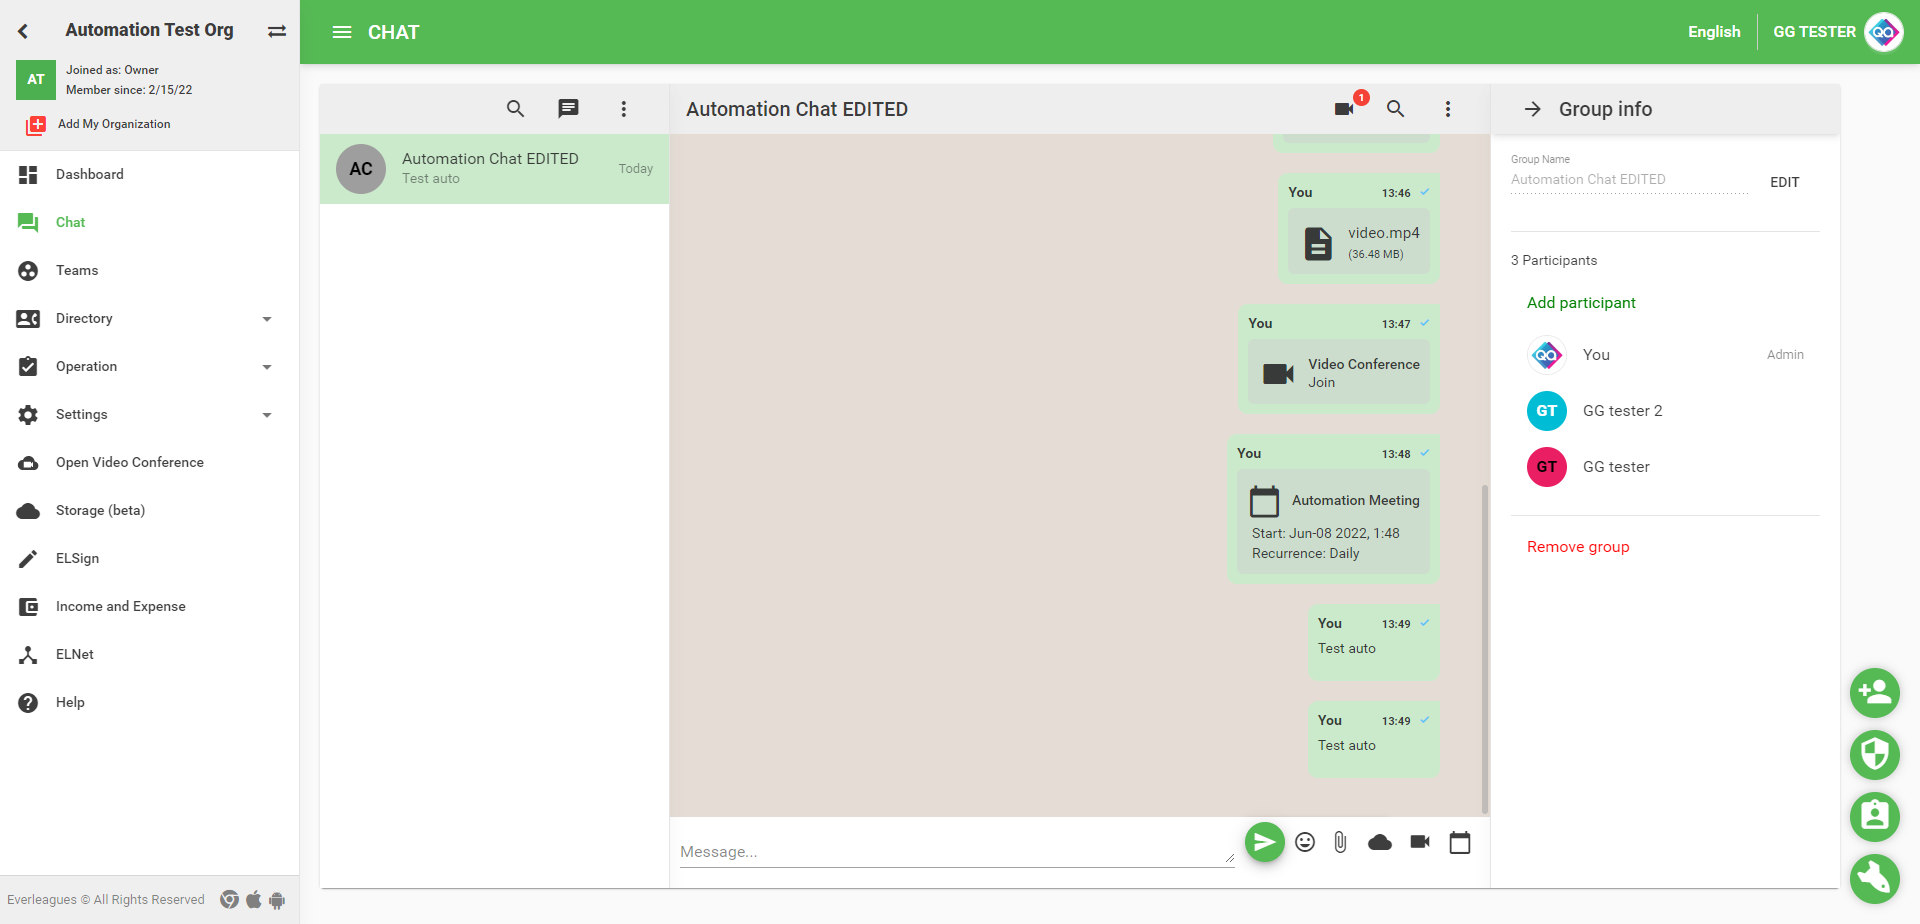 Automation Test Org
AT
Joined as: Owner
Member since: 2/15/22
Add My Organization
Dashboard
Chat
Teams
Directory
Operation
Settings
Open Video Conference
Storage (beta)
ELSign
Income and Expense
ELNet
Help
Everleagues © All Rights Reserved
CHAT
English
GG TESTER
QA
AC
Automation Chat EDITED
Test auto
Today
Automation Chat EDITED
1
You 13:46
video.mp4
(36.48 MB)
You 13:47
Video Conference
Join
You 13:48
Automation Meeting
Start: Jun-08 2022, 1:48
Recurrence: Daily
You 13:49
Test auto
You 13:49
Test auto
Message...
Group info
Group Name
Automation Chat EDITED
EDIT
3 Participants
Add participant
QA
You
Admin
GT
GG tester 2
GT
GG tester
Remove group